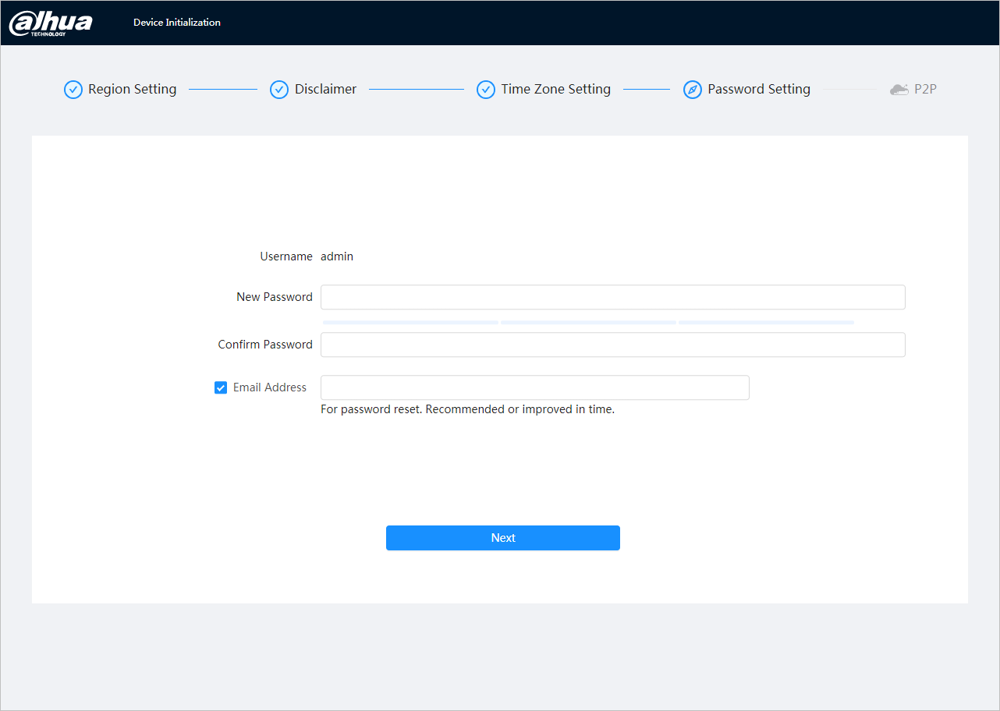 alhua
TECHNOLOGY
Device Initialization
Region Setting
Disclaimer
Time Zone Setting
Password Setting
P2P
Username admin
New Password
Confirm Password
Email Address
For password reset. Recommended or improved in time.
Next